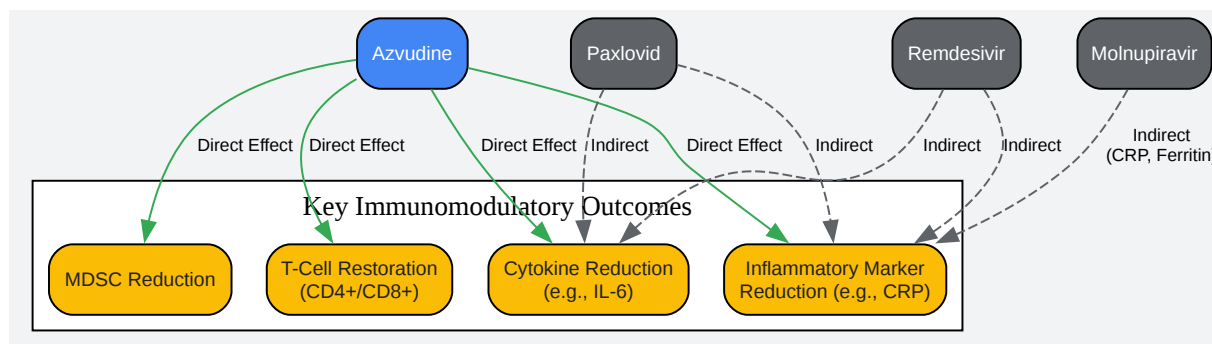 Azvudine
Paxlovid
Remdesivir
Molnupiravir
Direct Effect
Direct Effect
Direct Effect
Indirect
Direct Effect
Indirect
Indirect
Indirect
Indirect
(CRP, Ferritin)
Key Immunomodulatory Outcomes
MDSC Reduction
T-Cell Restoration
(CD4+/CD8+)
Cytokine Reduction
(e.g., IL-6)
Inflammatory Marker
Reduction (e.g., CRP)